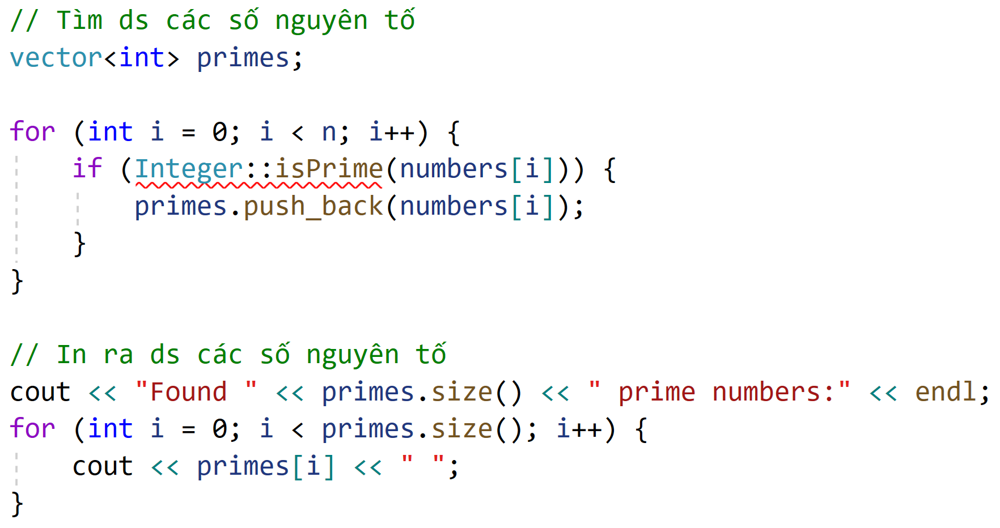 // Tìm ds các số nguyên tố
vector<int> primes;
for (int i = 0; i < n; i++) {
    if (Integer::isPrime(numbers[i])) {
        primes.push_back(numbers[i]);
    }
}
// In ra ds các số nguyên tố
cout << "Found " << primes.size() << " prime numbers:" << endl;
for (int i = 0; i < primes.size(); i++) {
    cout << primes[i] << " ";
}